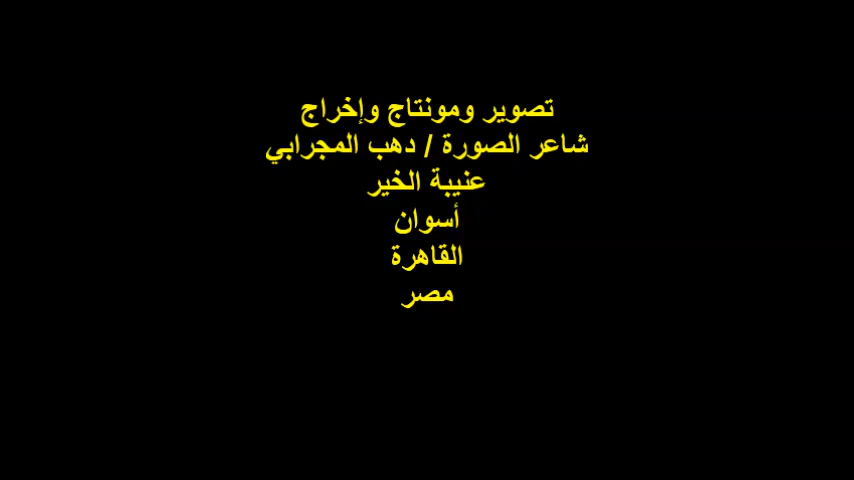 تصوير ومونتاج وإخراج
شاعر الصورة / دهب المجرابي
عنيبة الخير
أسوان
القاهرة
مصر